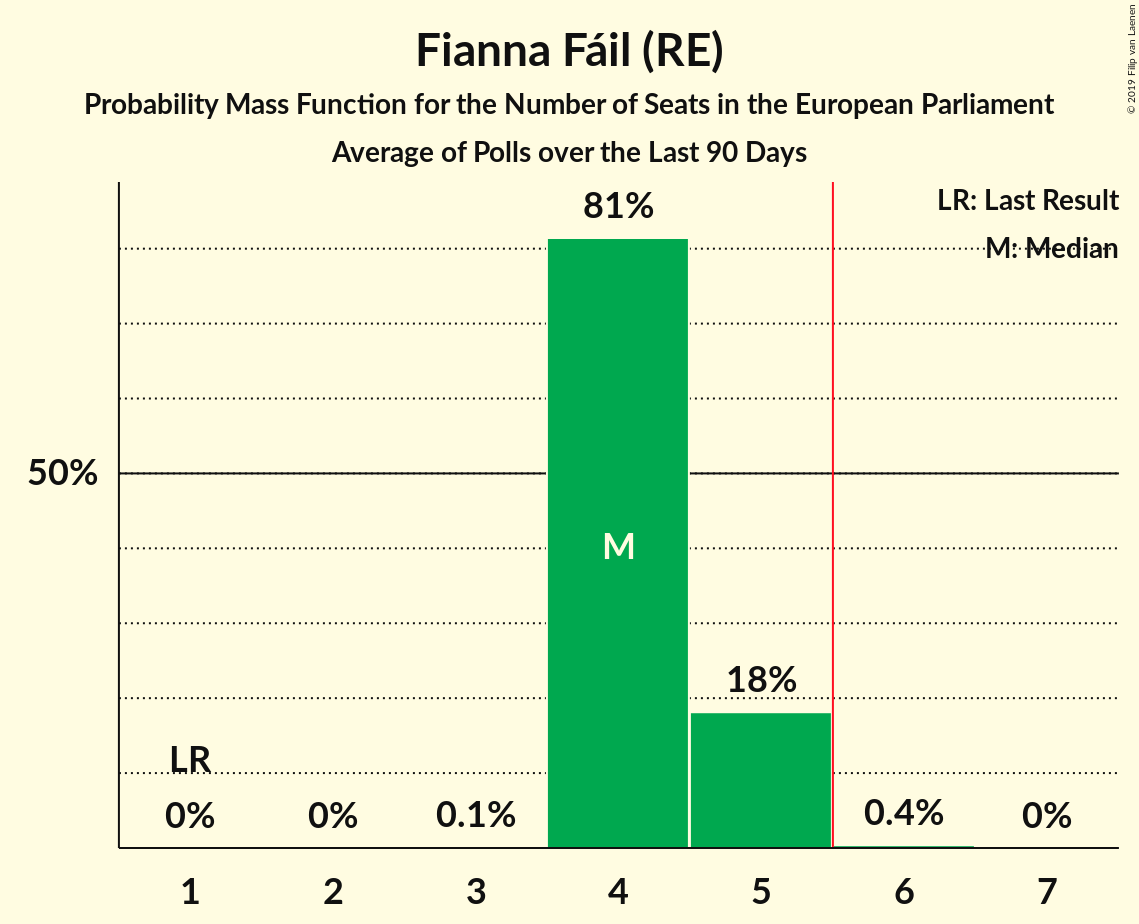 Fianna Fáil (RE)
Probability Mass Function for the Number of Seats in the European Parliament
Average of Polls over the Last 90 Days
© 2019 Filip van Laenen
LR: Last Result
M: Median
81%
50%
M
18%
LR
0%
0%
0.1%
0.4%
0%
1
2
3
4
5
6
7